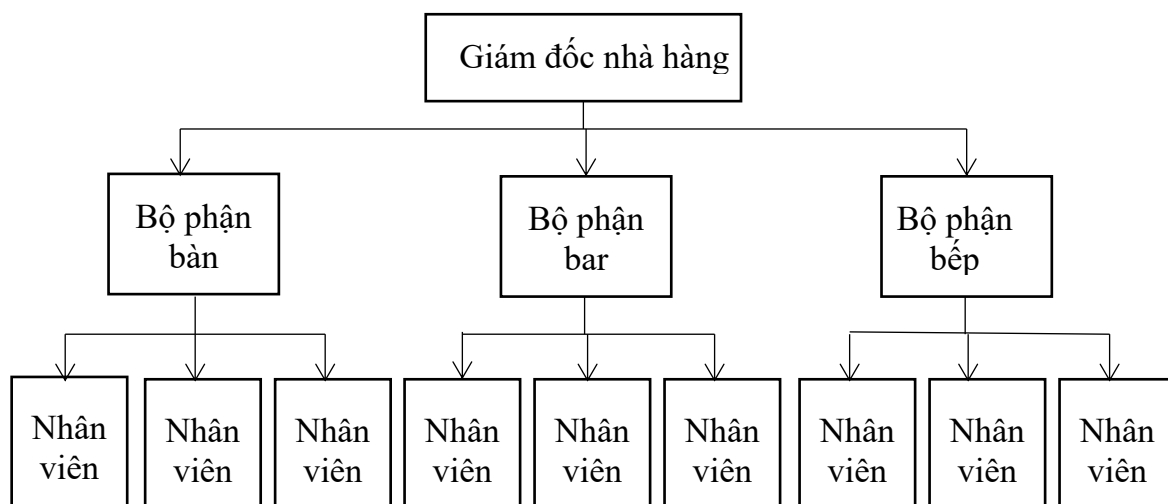 Giám đốc nhà hàng
Bộ phận
bàn
Bộ phận
bar
Bộ phận
bếp
Nhân
viên
Nhân
viên
Nhân
viên
Nhân
viên
Nhân
viên
Nhân
viên
Nhân
viên
Nhân
viên
Nhân
viên